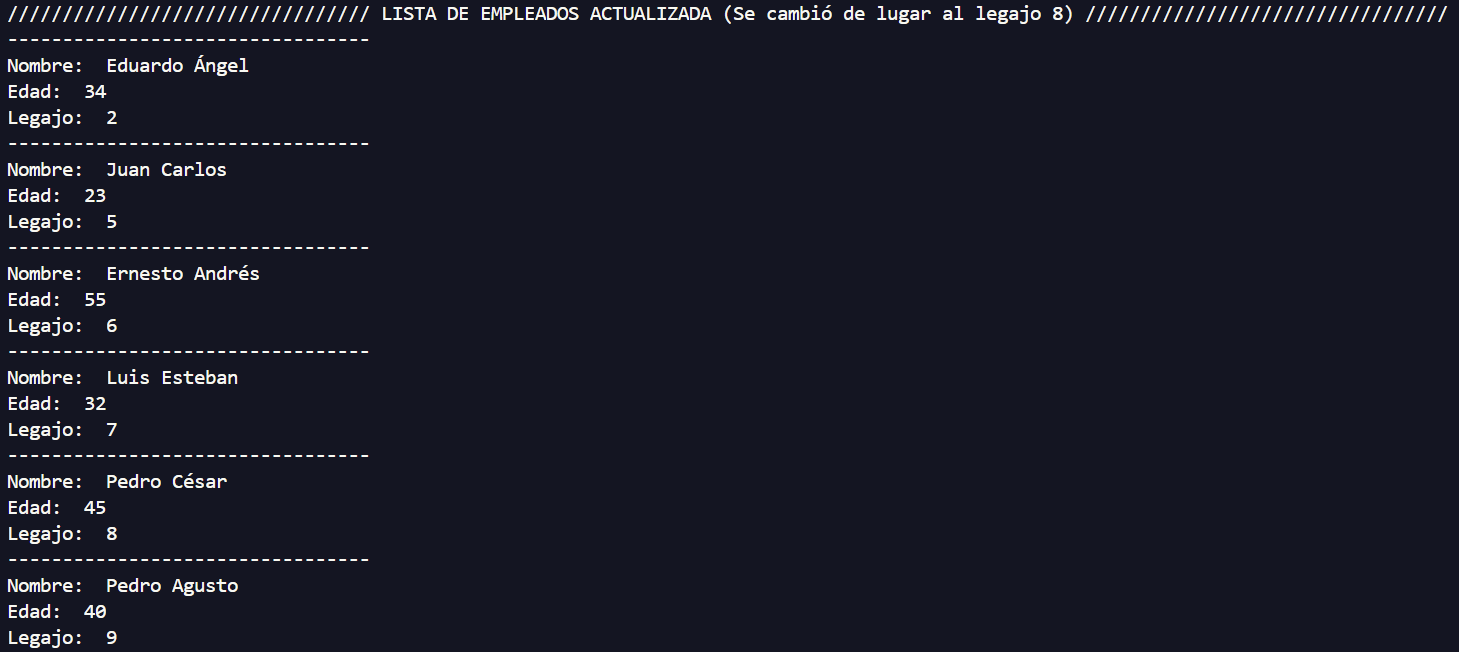 ///////////////////////////////// LISTA DE EMPLEADOS ACTUALIZADA (Se cambió de lugar al legajo 8) /////////////////////////////////
---------------------------------
Nombre:  Eduardo Ángel
Edad:  34
Legajo:  2
---------------------------------
Nombre:  Juan Carlos
Edad:  23
Legajo:  5
---------------------------------
Nombre:  Ernesto Andrés
Edad:  55
Legajo:  6
---------------------------------
Nombre:  Luis Esteban
Edad:  32
Legajo:  7
---------------------------------
Nombre:  Pedro César
Edad:  45
Legajo:  8
---------------------------------
Nombre:  Pedro Agusto
Edad:  40
Legajo:  9